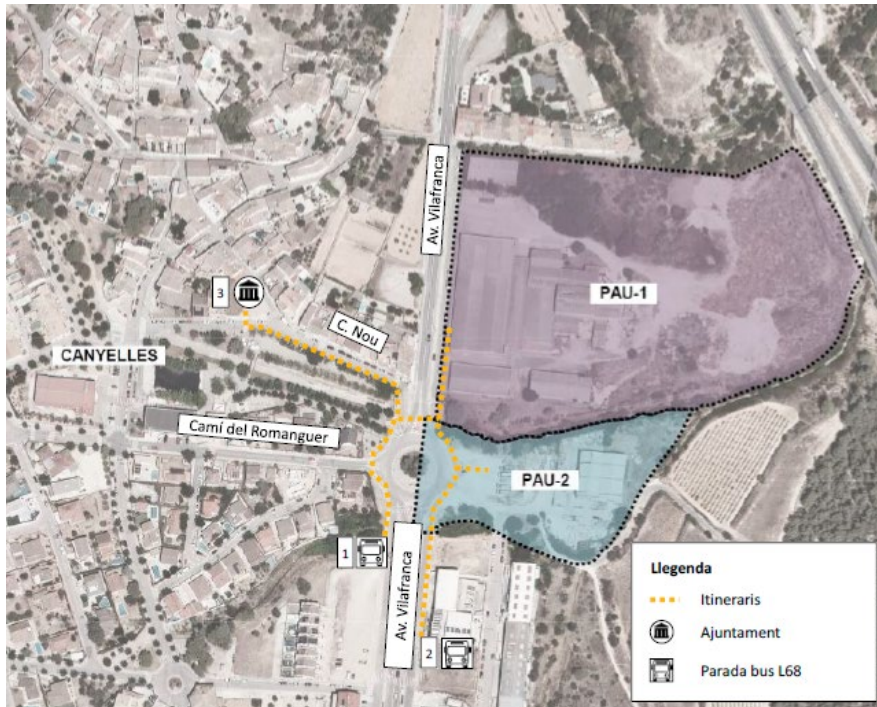 Av. Vilafranca
PAU-1
3
C. Nou
CANYELLES
Camí del Romanguer
PAU-2
1
Av. Vilafranca
2
Llegenda
Itineraris
Ajuntament
Parada bus L68